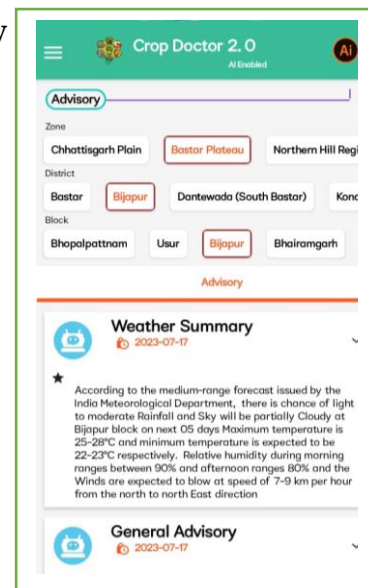 y
Crop Doctor 2.0
AI Enabled
Ai
Advisory
Zone
Chhattisgarh Plain Bastar Plateau Northern Hill Regi
District
Bastar Bijapur Dantewada (South Bastar) Kond
Block
Bhopalpattnam Usur Bijapur Bhairamgarh
Advisory
Weather Summary
2023-07-17
According to the medium-range forecast issued by the
India Meteorological Department, there is chance of light
to moderate Rainfall and Sky will be partially Cloudy at
Bijapur block on next 05 days Maximum temperature is
25-28°C and minimum temperature is expected to be
22-23°C respectively. Relative humidity during morning
ranges between 90% and afternoon ranges 80% and the
Winds are expected to blow at speed of 7-9 km per hour
from the north to north East direction
General Advisory
2023-07-17